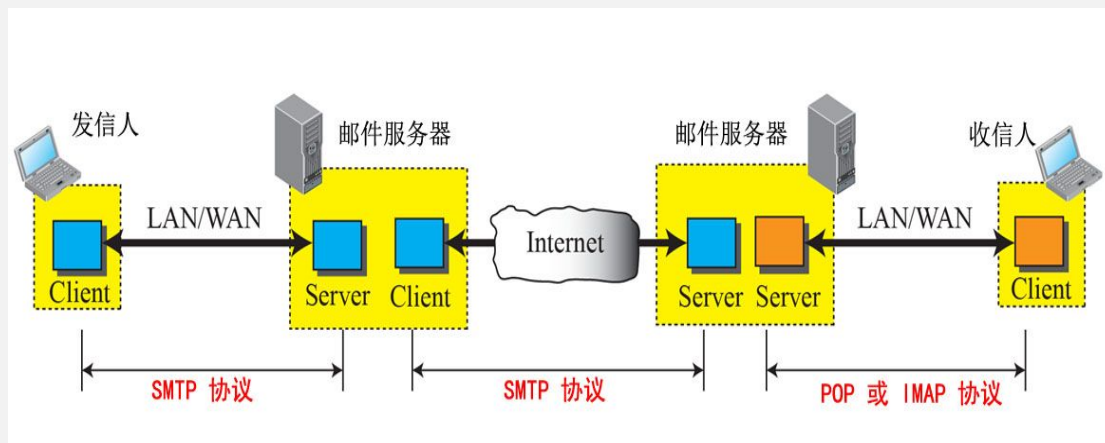 发信人
邮件服务器
邮件服务器
收信人
LAN/WAN
Internet
LAN/WAN
Client
Server
Client
Server
Server
Client
SMTP 协议
SMTP 协议
POP 或 IMAP 协议